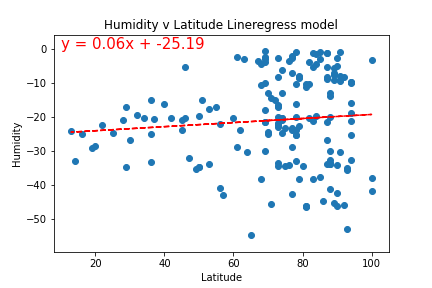 Humidity v Latitude Lineregress model
y = 0.06x + -25.19
0
−10
−20
−30
−40
−50
Humidity
20
40
60
80
100
Latitude